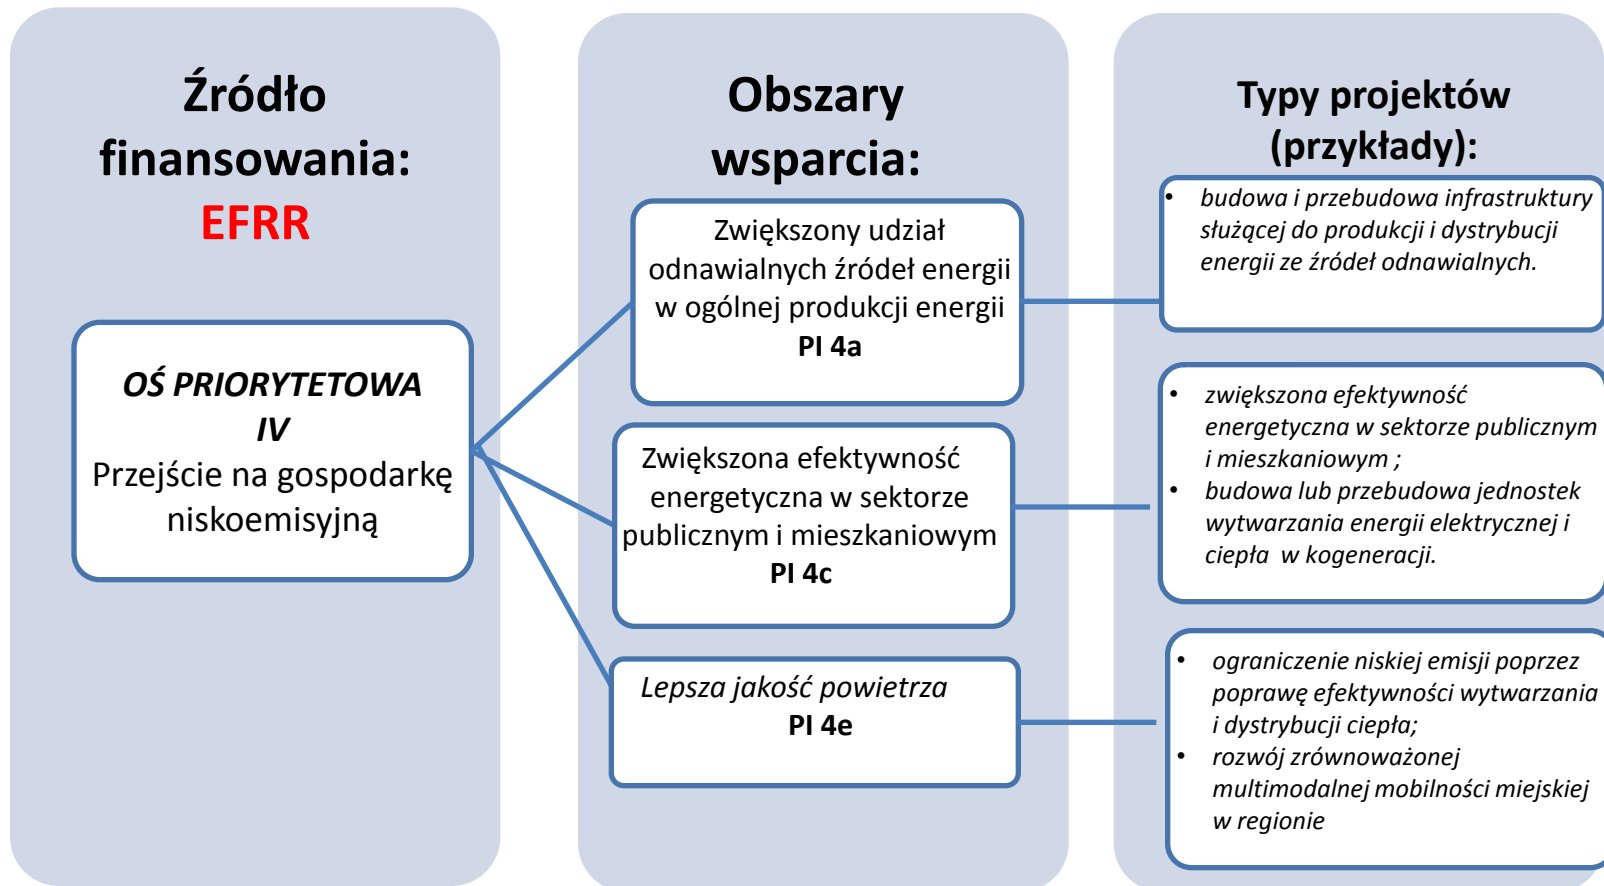 Źródło
finansowania:
EFRR
OŚ PRIORYTETOWA
IV
Przejście na gospodarkę
niskoemisyjną
Obszary
wsparcia:
Zwiększony udział
odnawialnych źródeł energii
w ogólnej produkcji energii
PI 4a
Zwiększona efektywność
energetyczna w sektorze
publicznym i mieszkaniowym
PI 4c
Lepsza jakość powietrza
PI 4e
Typy projektów
(przykłady):
• budowa i przebudowa infrastruktury
służącej do produkcji i dystrybucji
energii ze źródeł odnawialnych.
• zwiększona efektywność
energetyczna w sektorze publicznym
i mieszkaniowym ;
• budowa lub przebudowa jednostek
wytwarzania energii elektrycznej i
ciepła w kogeneracji.
• ograniczenie niskiej emisji poprzez
poprawę efektywności wytwarzania
i dystrybucji ciepła;
• rozwój zrównoważonej
multimodalnej mobilności miejskiej
w regionie